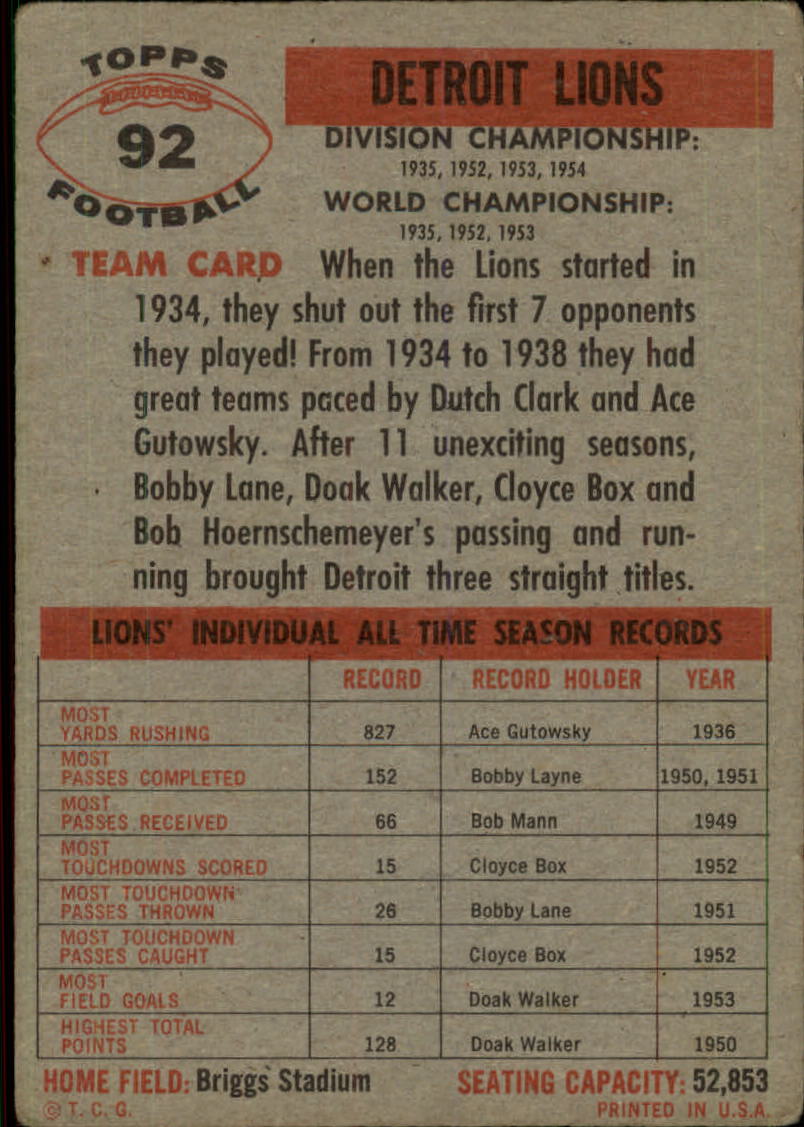 TOPPS
92
FOOTBALL
DETROIT LIONS
DIVISION CHAMPIONSHIP:
1935, 1952, 1953, 1954
WORLD CHAMPIONSHIP:
1935, 1952, 1953
TEAM CARD When the Lions started in
1934, they shut out the first 7 opponents
they played! From 1934 to 1938 they had
great teams paced by Dutch Clark and Ace
Gutowsky. After 11 unexciting seasons,
Bobby Lane, Doak Walker, Cloyce Box and
Bob Hoernschemeyer's passing and run-
ning brought Detroit three straight titles.
LIONS' INDIVIDUAL ALL TIME SEASON RECORDS
RECORD RECORD HOLDER YEAR
MOST
YARDS RUSHING 827 Ace Gutowsky 1936
MOST
PASSES COMPLETED 152 Bobby Layne 1950, 1951
MOST
PASSES RECEIVED 66 Bob Mann 1949
MOST
TOUCHDOWNS SCORED 15 Cloyce Box 1952
MOST TOUCHDOWN
PASSES THROWN 26 Bobby Lane 1951
MOST TOUCHDOWN
PASSES CAUGHT 15 Cloyce Box 1952
MOST
FIELD GOALS 12 Doak Walker 1953
HIGHEST TOTAL
POINTS 128 Doak Walker 1950
HOME FIELD: Briggs Stadium SEATING CAPACITY: 52,853
© T. C. G. PRINTED IN U.S.A.